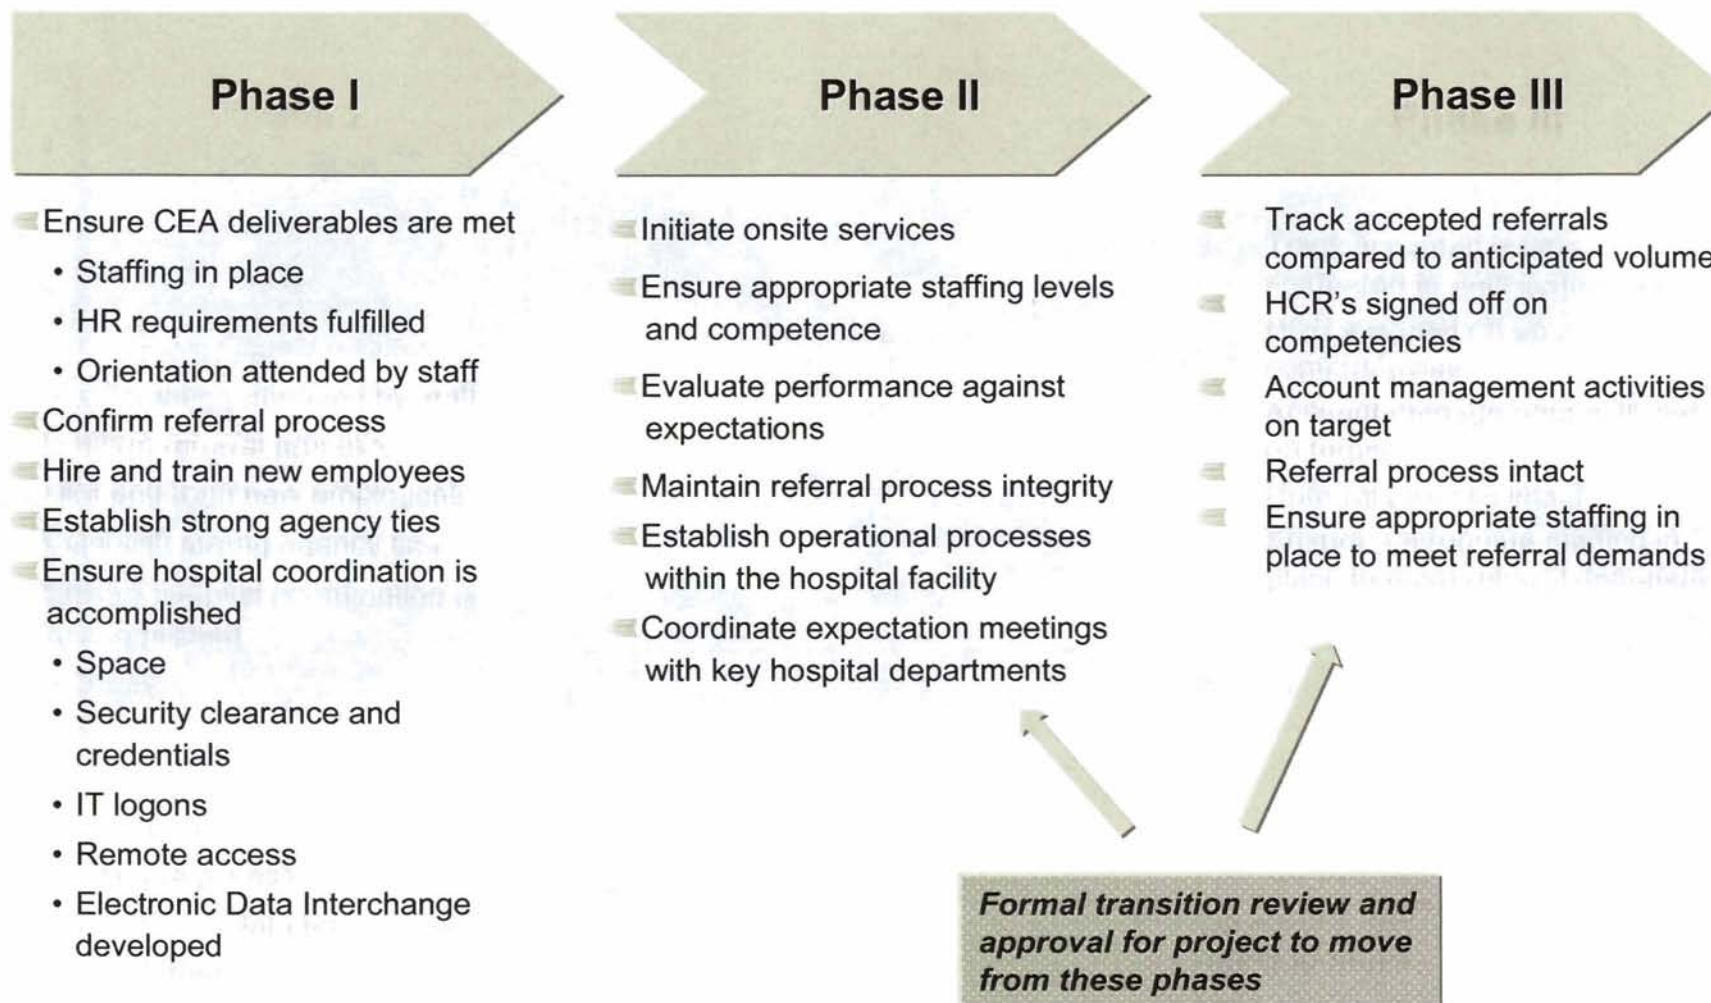 Phase I
Ensure CEA deliverables are met
• Staffing in place
• HR requirements fulfilled
• Orientation attended by staff
Confirm referral process
Hire and train new employees
Establish strong agency ties
Ensure hospital coordination is
accomplished
• Space
• Security clearance and
credentials
• IT logons
• Remote access
• Electronic Data Interchange
developed
Phase II
Initiate onsite services
Ensure appropriate staffing levels
and competence
Evaluate performance against
expectations
Maintain referral process integrity
Establish operational processes
within the hospital facility
Coordinate expectation meetings
with key hospital departments
Phase III
Track accepted referrals
compared to anticipated volume
HCR's signed off on
competencies
Account management activities
on target
Referral process intact
Ensure appropriate staffing in
place to meet referral demands
Formal transition review and
approval for project to move
from these phases